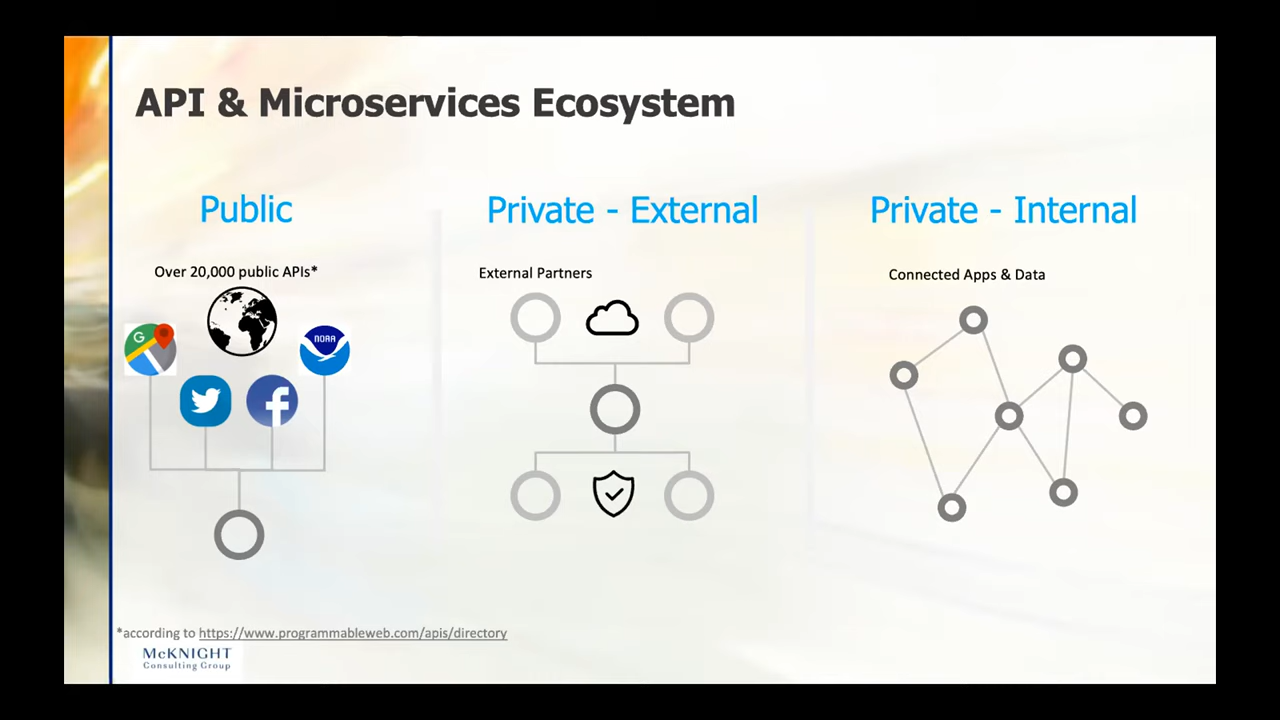 API & Microservices Ecosystem
Public
Over 20,000 public APIs*
G
NOAA
Private - External
External Partners
Private - Internal
Connected Apps & Data
*according to https://www.programmableweb.com/apis/directory
McKNIGHT
Consulting Group